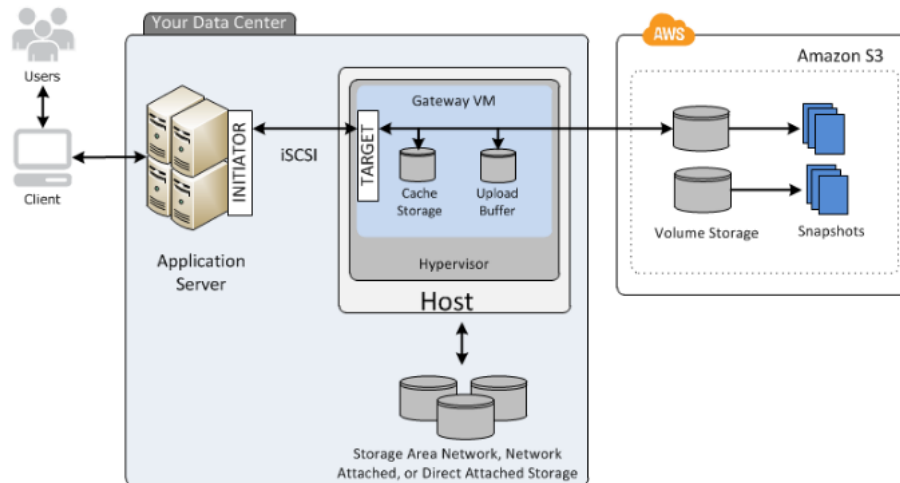 Your Data Center
AWS
Amazon S3
Users
Client
INITIATOR
iSCSI
TARGET
Gateway VM
Cache
Storage
Upload
Buffer
Hypervisor
Host
Application
Server
Volume Storage
Snapshots
Storage Area Network, Network
Attached, or Direct Attached Storage